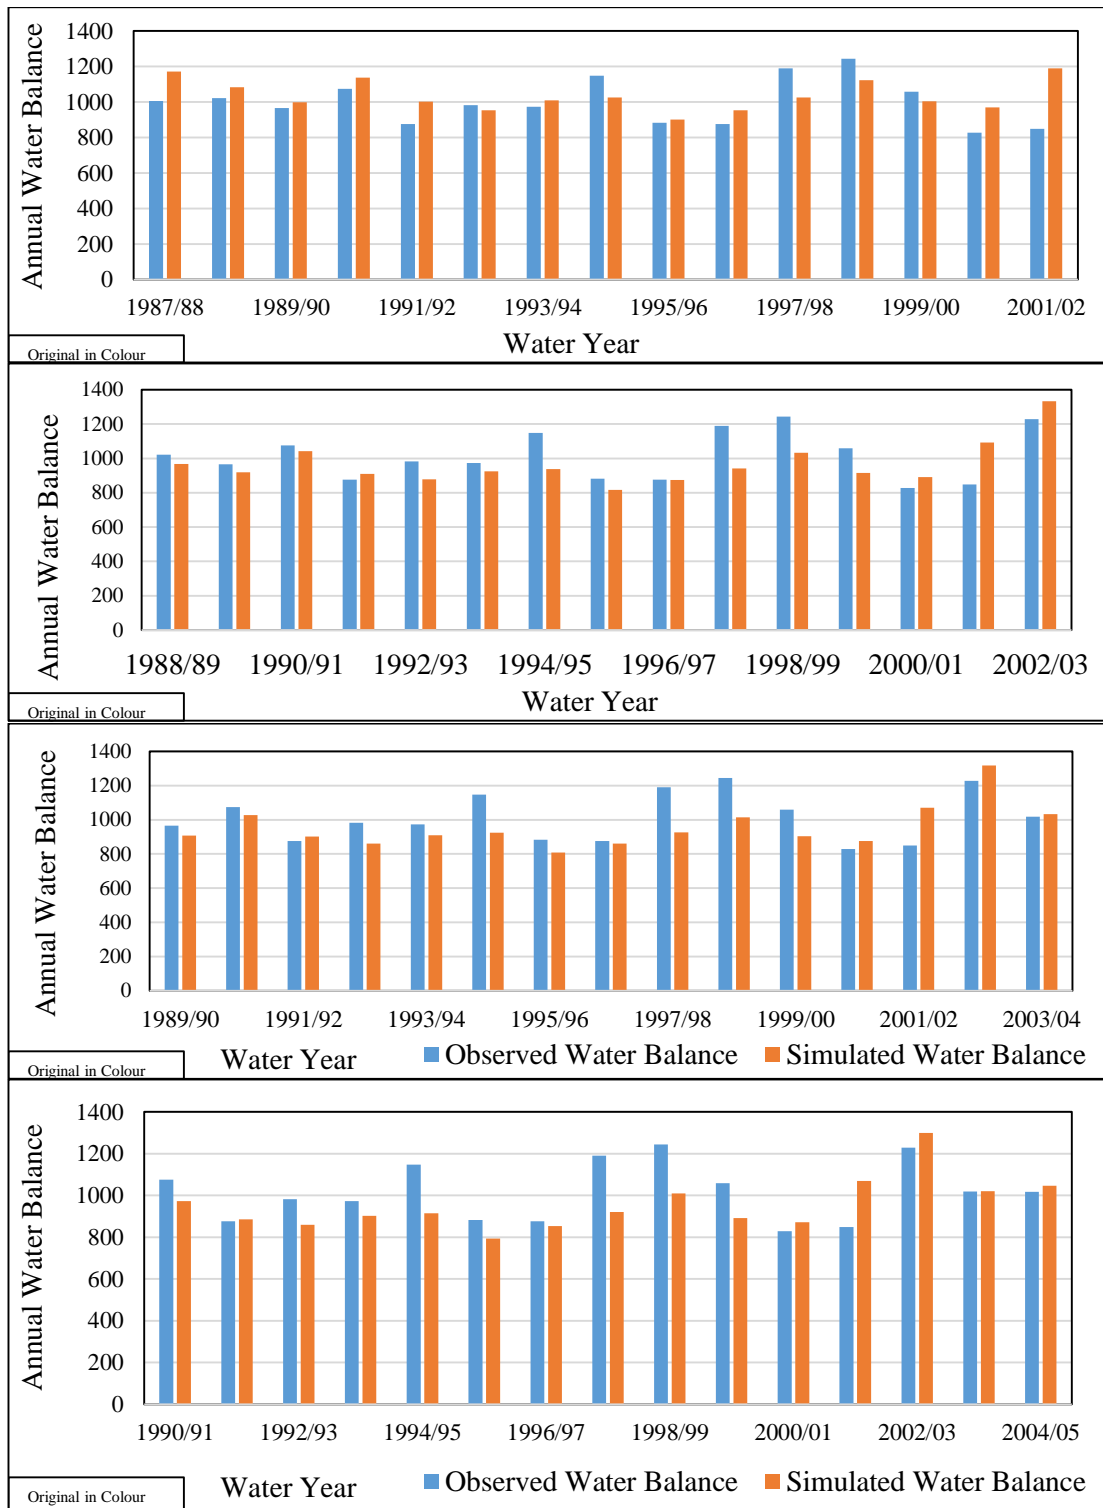 Annual Water Balance
1400
1200
1000
800
600
400
200
0
1987/88 1989/90 1991/92 1993/94 1995/96 1997/98 1999/00 2001/02
Water Year
Original in Colour
Annual Water Balance
1400
1200
1000
800
600
400
200
0
1988/89 1990/91 1992/93 1994/95 1996/97 1998/99 2000/01 2002/03
Water Year
Original in Colour
Annual Water Balance
1400
1200
1000
800
600
400
200
0
1989/90 1991/92 1993/94 1995/96 1997/98 1999/00 2001/02 2003/04
Water Year Observed Water Balance Simulated Water Balance
Original in Colour
Annual Water Balance
1400
1200
1000
800
600
400
200
0
1990/91 1992/93 1994/95 1996/97 1998/99 2000/01 2002/03 2004/05
Water Year Observed Water Balance Simulated Water Balance
Original in Colour